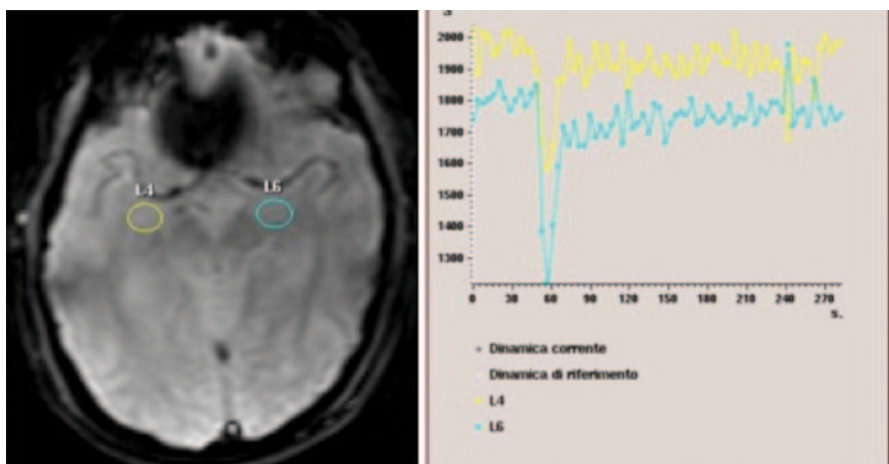 L4
L6
S
2000
1900
1800
1700
1600
1500
1400
1300
0 30 60 90 120 150 180 210 240 270
s.
Dinamica corrente
Dinamica di riferimento
L4
L6